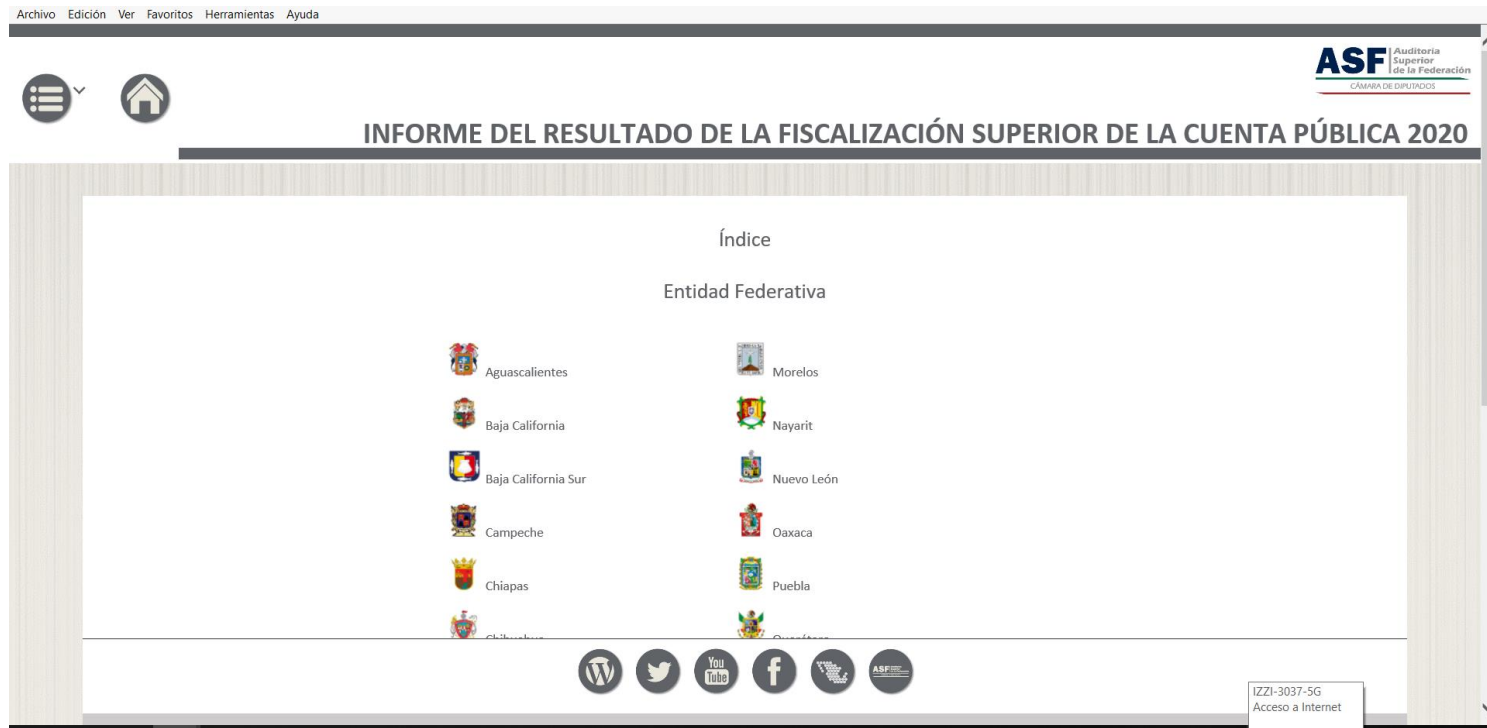 Archivo Edición Ver Favoritos Herramientas Ayuda
ASF Auditoría
Superior
de la Federación
CÁMARA DE DIPUTADOS
INFORME DEL RESULTADO DE LA FISCALIZACIÓN SUPERIOR DE LA CUENTA PÚBLICA 2020
Índice
Entidad Federativa
Aguascalientes
Morelos
Baja California
Nayarit
Baja California Sur
Nuevo León
Campeche
Oaxaca
Chiapas
Puebla
Chihuahua
Querétaro
You
Tube
ASF
IZZI-3037-5G
Acceso a Internet